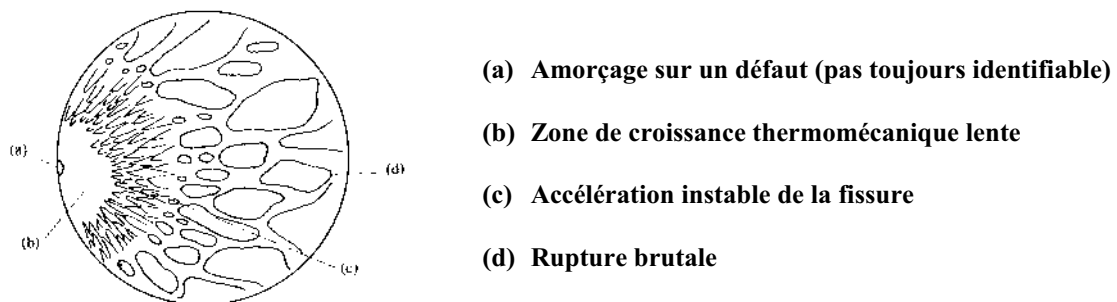 (a) Amorçage sur un défaut (pas toujours identifiable)
(b) Zone de croissance thermomécanique lente
(c) Accélération instable de la fissure
(d) Rupture brutale
(a)
(d)
(b)
(c)